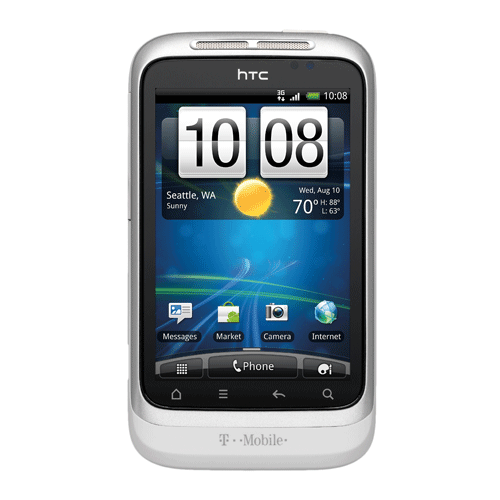 hTC
3G 10:08
10 08
Seattle, WA
Sunny
Wed, Aug 10
70° H: 88°
L: 63°
Messages Market Camera Internet
Phone
T··Mobile·